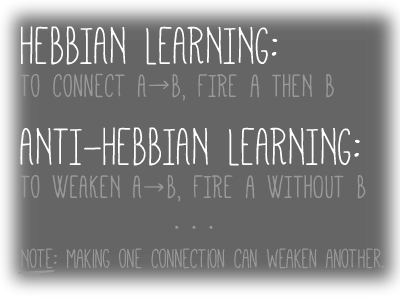 HEBBIAN LEARNING:
TO CONNECT A→B, FIRE A THEN B
ANTI-HEBBIAN LEARNING:
TO WEAKEN A→B, FIRE A WITHOUT B
...
NOTE: MAKING ONE CONNECTION CAN WEAKEN ANOTHER.